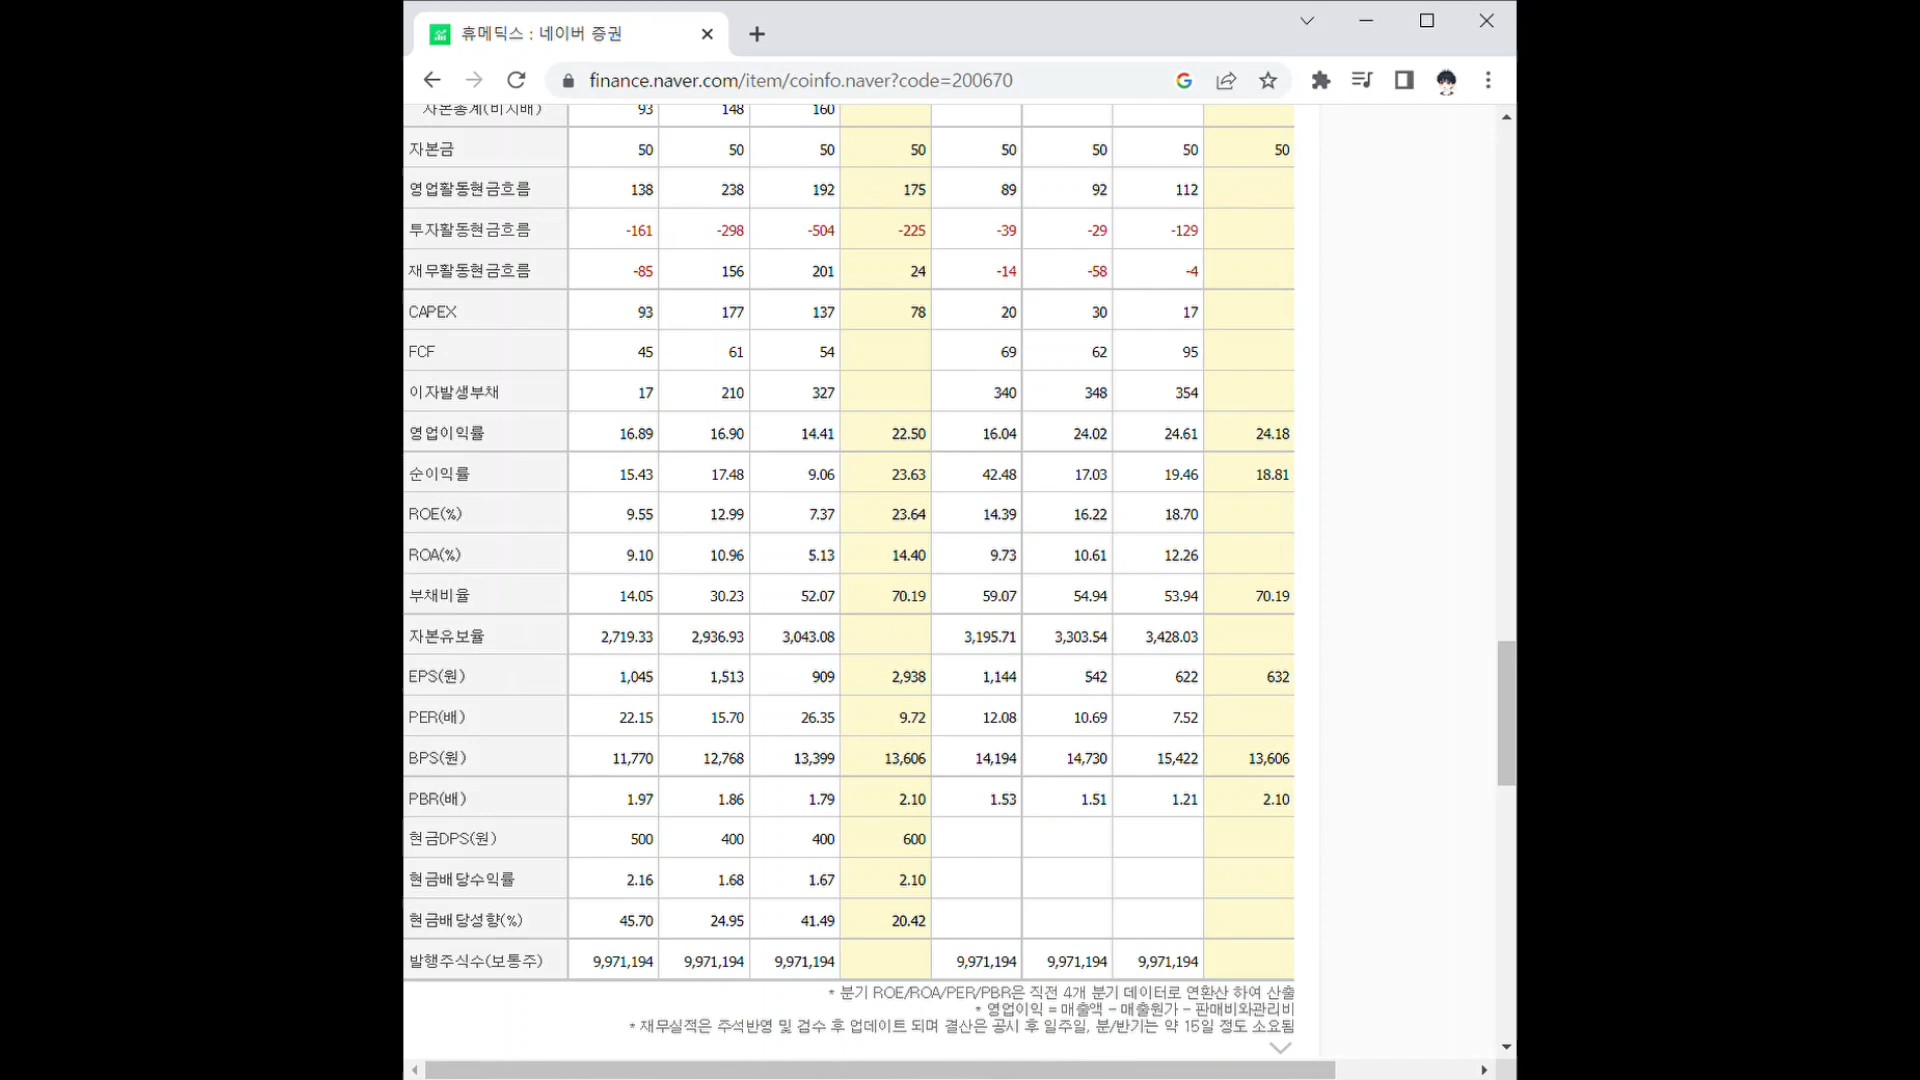 휴메딕스 : 네이버 증권
finance.naver.com/item/coinfo.naver?code=200670
자본총계(비지배) 93 148 160
자본금 50 50 50 50 50 50 50 50
영업활동현금흐름 138 238 192 175 89 92 112
투자활동현금흐름 -161 -298 -504 -225 -39 -29 -129
재무활동현금흐름 -85 156 201 24 -14 -58 -4
CAPEX 93 177 137 78 20 30 17
FCF 45 61 54 69 62 95
이자발생부채 17 210 327 340 348 354
영업이익률 16.89 16.90 14.41 22.50 16.04 24.02 24.61 24.18
순이익률 15.43 17.48 9.06 23.63 42.48 17.03 19.46 18.81
ROE(%) 9.55 12.99 7.37 23.64 14.39 16.22 18.70
ROA(%) 9.10 10.96 5.13 14.40 9.73 10.61 12.26
부채비율 14.05 30.23 52.07 70.19 59.07 54.94 53.94 70.19
자본유보율 2,719.33 2,936.93 3,043.08 3,195.71 3,303.54 3,428.03
EPS(원) 1,045 1,513 909 2,938 1,144 542 622 632
PER(배) 22.15 15.70 26.35 9.72 12.08 10.69 7.52
BPS(원) 11,770 12,768 13,399 13,606 14,194 14,730 15,422 13,606
PBR(배) 1.97 1.86 1.79 2.10 1.53 1.51 1.21 2.10
현금DPS(원) 500 400 400 600
현금배당수익률 2.16 1.68 1.67 2.10
현금배당성향(%) 45.70 24.95 41.49 20.42
발행주식수(보통주) 9,971,194 9,971,194 9,971,194 9,971,194 9,971,194 9,971,194
* 분기 ROE/ROA/PER/PBR은 직전 4개 분기 데이터로 연환산 하여 산출
* 영업이익 = 매출액 - 매출원가 - 판매비와관리비
* 재무실적은 주석반영 및 검수 후 업데이트 되며 결산은 공시 후 일주일, 분/반기는 약 15일 정도 소요됨